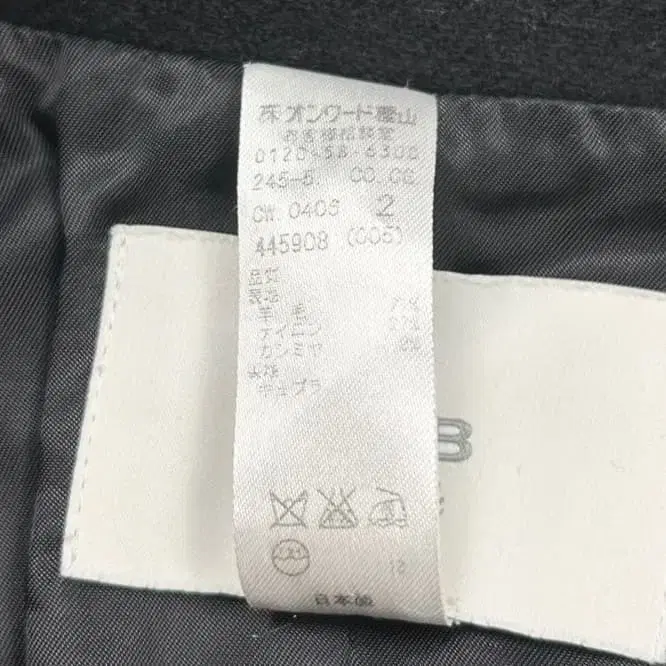 株オンワード樫山
お客様相談室
0120-58-6300
245-5 CO.CG
CW.0406 2
445908 (005)
品質
表地
羊毛
ナイロン
カシミヤ
裏地
キュプラ
12
日本製
B